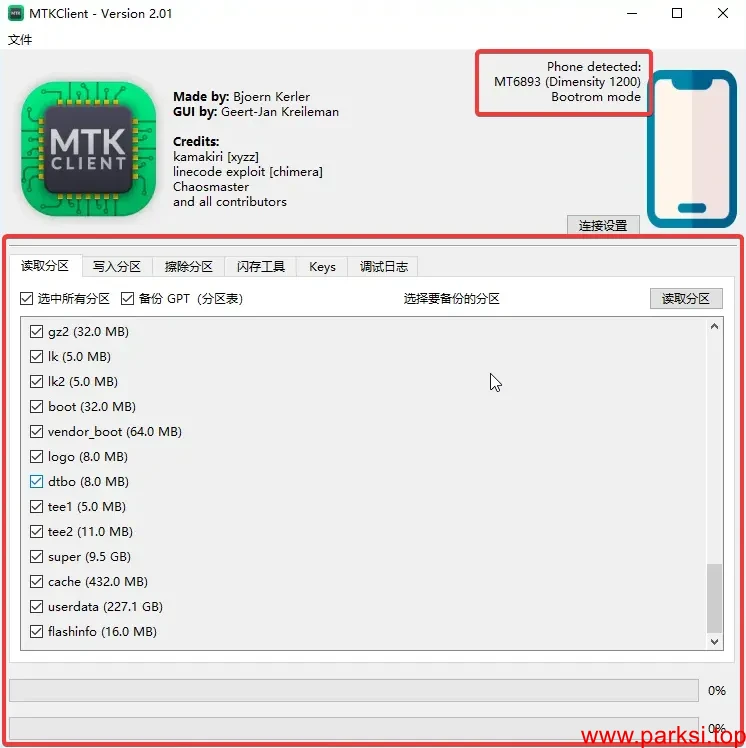 MTKClient - Version 2.01
文件
Phone detected:
MT6893 (Dimensity 1200)
Bootrom mode
MTK
CLIENT
Made by: Bjoern Kerler
GUI by: Geert-Jan Kreileman
Credits:
kamakiri [xyzz]
linecode exploit [chimera]
Chaosmaster
and all contributors
连接设置
读取分区 写入分区 擦除分区 闪存工具 Keys 调试日志
选中所有分区 备份 GPT（分区表） 选择要备份的分区 读取分区
gz2 (32.0 MB)
lk (5.0 MB)
lk2 (5.0 MB)
boot (32.0 MB)
vendor_boot (64.0 MB)
logo (8.0 MB)
dtbo (8.0 MB)
tee1 (5.0 MB)
tee2 (11.0 MB)
super (9.5 GB)
cache (432.0 MB)
userdata (227.1 GB)
flashinfo (16.0 MB)
0%
0%
www.parksi.top